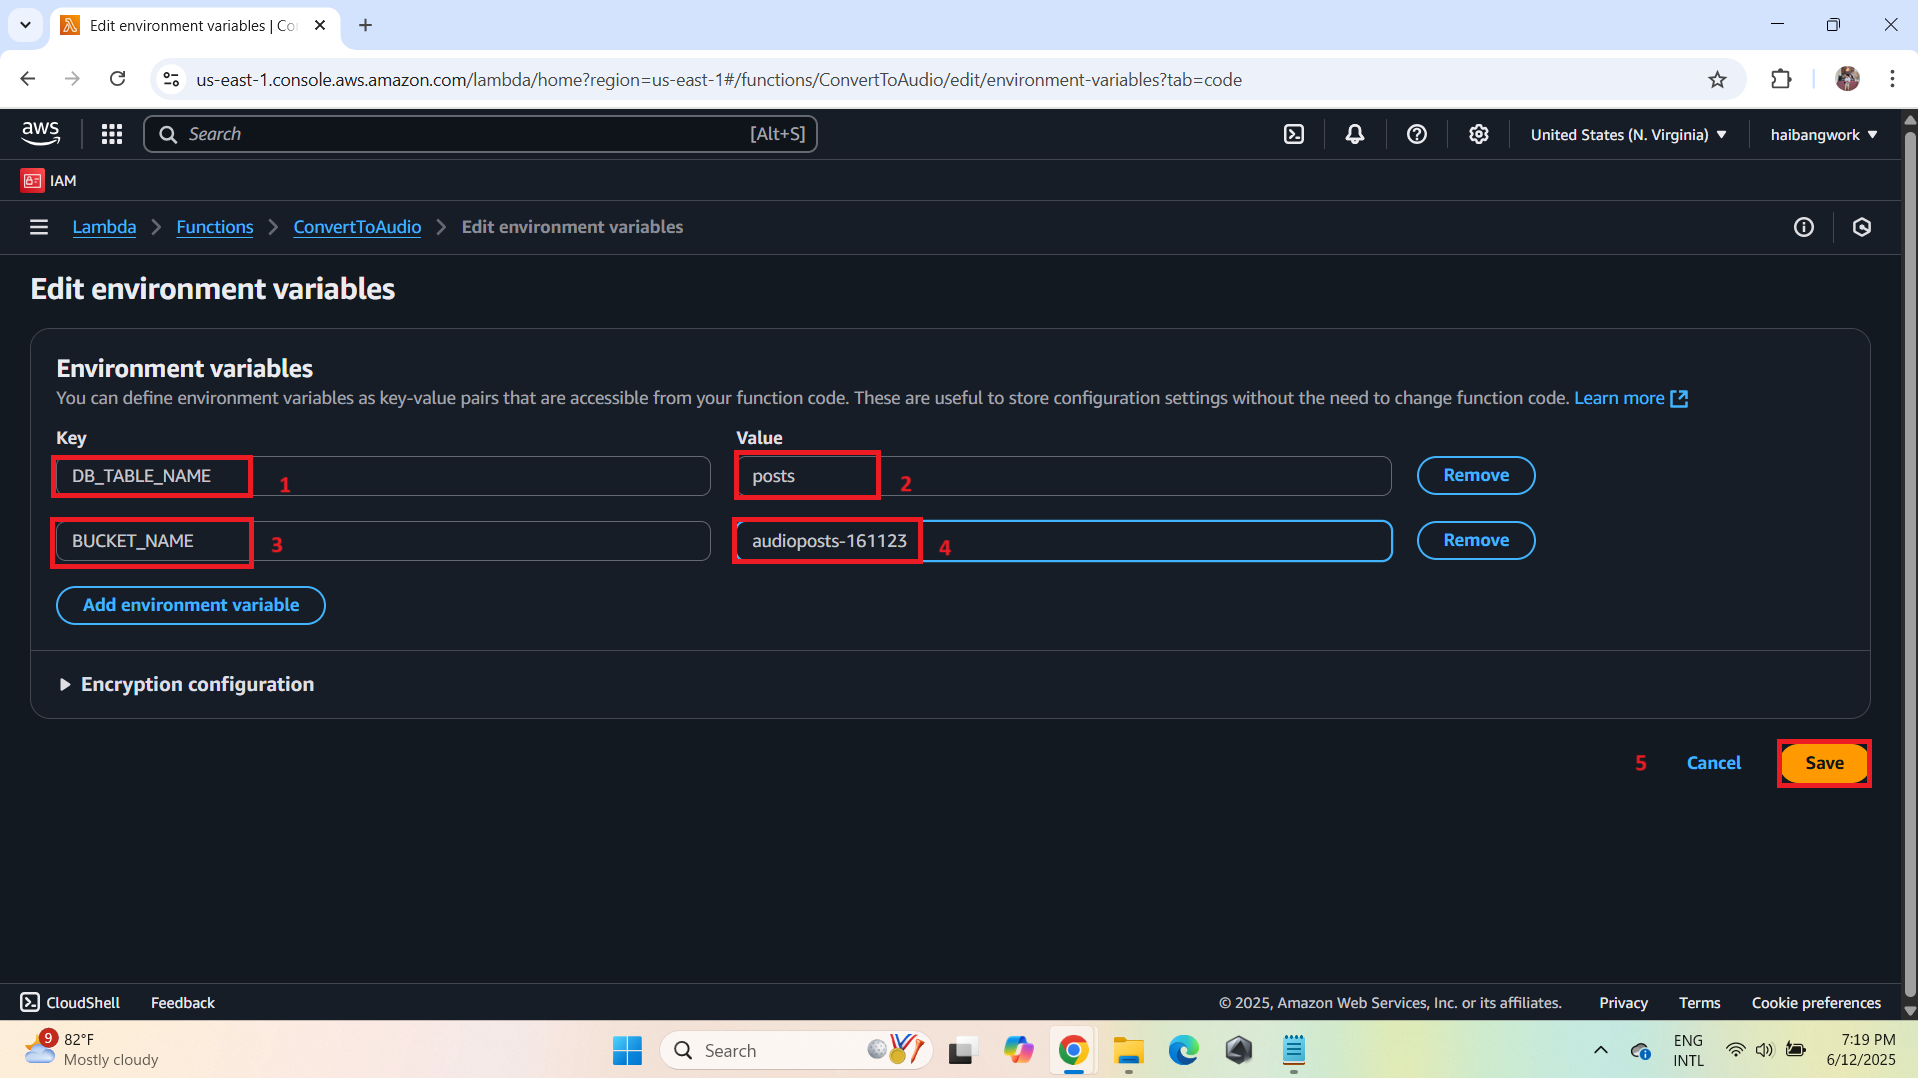 Edit environment variables | Co
us-east-1.console.aws.amazon.com/lambda/home?region=us-east-1#/functions/ConvertToAudio/edit/environment-variables?tab=code
aws
Search
[Alt+S]
United States (N. Virginia)
haibangwork
IAM
Lambda
Functions
ConvertToAudio
Edit environment variables
Edit environment variables
Environment variables
You can define environment variables as key-value pairs that are accessible from your function code. These are useful to store configuration settings without the need to change function code. Learn more
Key
Value
DB_TABLE_NAME
1
posts
2
Remove
BUCKET_NAME
3
audioposts-161123
4
Remove
Add environment variable
Encryption configuration
5
Cancel
Save
CloudShell
Feedback
© 2025, Amazon Web Services, Inc. or its affiliates.
Privacy
Terms
Cookie preferences
9
82°F
Mostly cloudy
Search
ENG
INTL
7:19 PM
6/12/2025